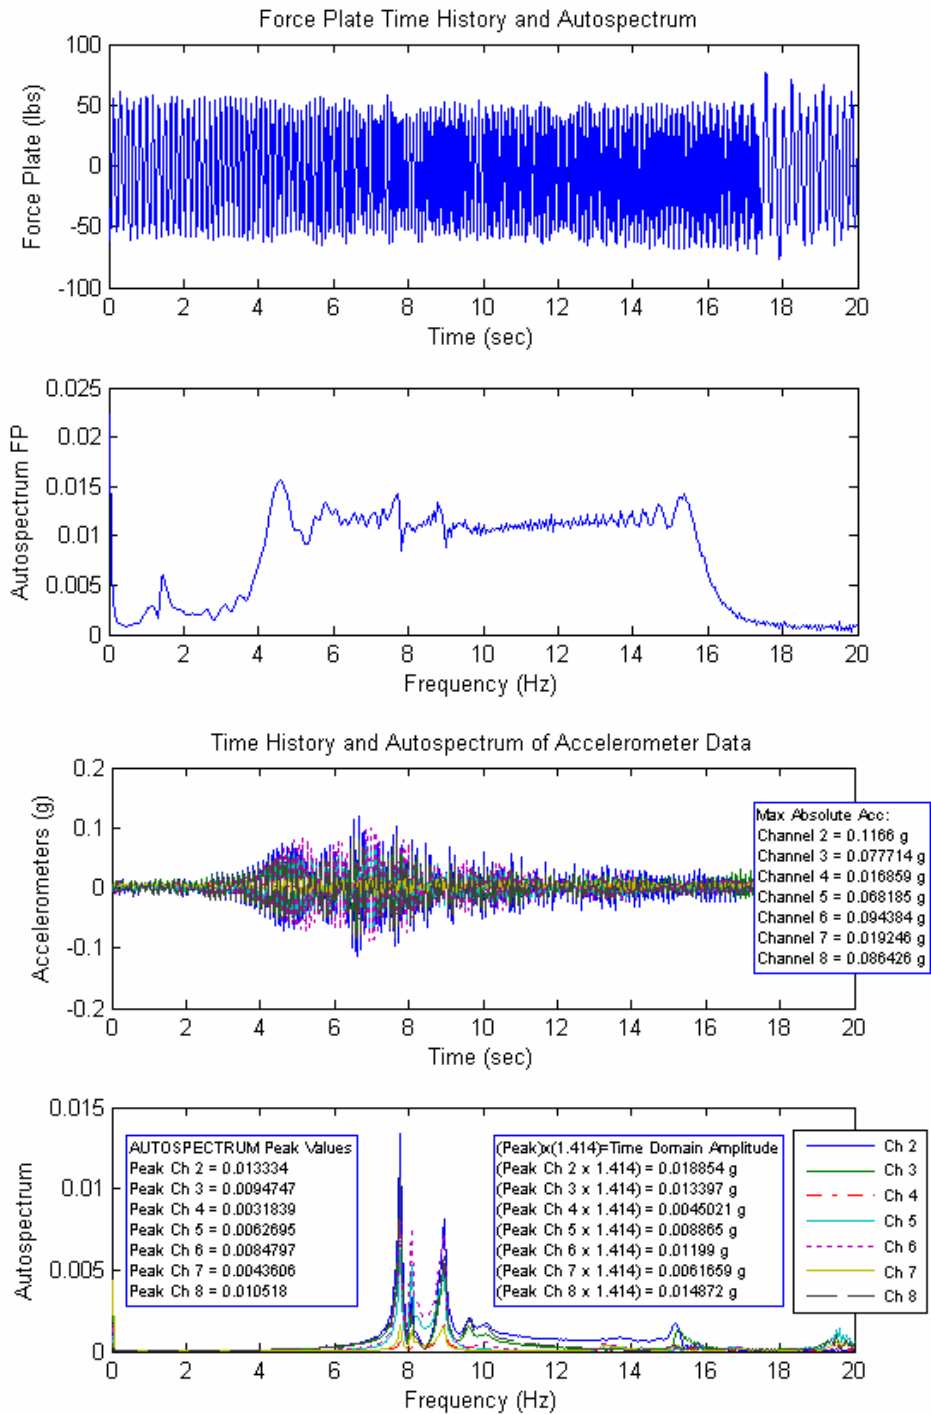 Force Plate Time History and Autospectrum
100
50
0
-50
-100
Force Plate (lbs)
0 2 4 6 8 10 12 14 16 18 20
Time (sec)
0.025
0.02
0.015
0.01
0.005
0
Autospectrum FP
0 2 4 6 8 10 12 14 16 18 20
Frequency (Hz)
Time History and Autospectrum of Accelerometer Data
0.2
0.1
0
-0.1
-0.2
Accelerometers (g)
Max Absolute Acc:
Channel 2 = 0.1166 g
Channel 3 = 0.077714 g
Channel 4 = 0.016859 g
Channel 5 = 0.068185 g
Channel 6 = 0.094384 g
Channel 7 = 0.019246 g
Channel 8 = 0.086426 g
0 2 4 6 8 10 12 14 16 18 20
Time (sec)
0.015
0.01
0.005
0
Autospectrum
AUTOSPECTRUM Peak Values
Peak Ch 2 = 0.013334
Peak Ch 3 = 0.0094747
Peak Ch 4 = 0.0031839
Peak Ch 5 = 0.0062695
Peak Ch 6 = 0.0084797
Peak Ch 7 = 0.0043606
Peak Ch 8 = 0.010518
(Peak)x(1.414)=Time Domain Amplitude
(Peak Ch 2 x 1.414) = 0.018854 g
(Peak Ch 3 x 1.414) = 0.013397 g
(Peak Ch 4 x 1.414) = 0.0045021 g
(Peak Ch 5 x 1.414) = 0.008865 g
(Peak Ch 6 x 1.414) = 0.01199 g
(Peak Ch 7 x 1.414) = 0.0061659 g
(Peak Ch 8 x 1.414) = 0.014872 g
Ch 2
Ch 3
Ch 4
Ch 5
Ch 6
Ch 7
Ch 8
0 2 4 6 8 10 12 14 16 18 20
Frequency (Hz)